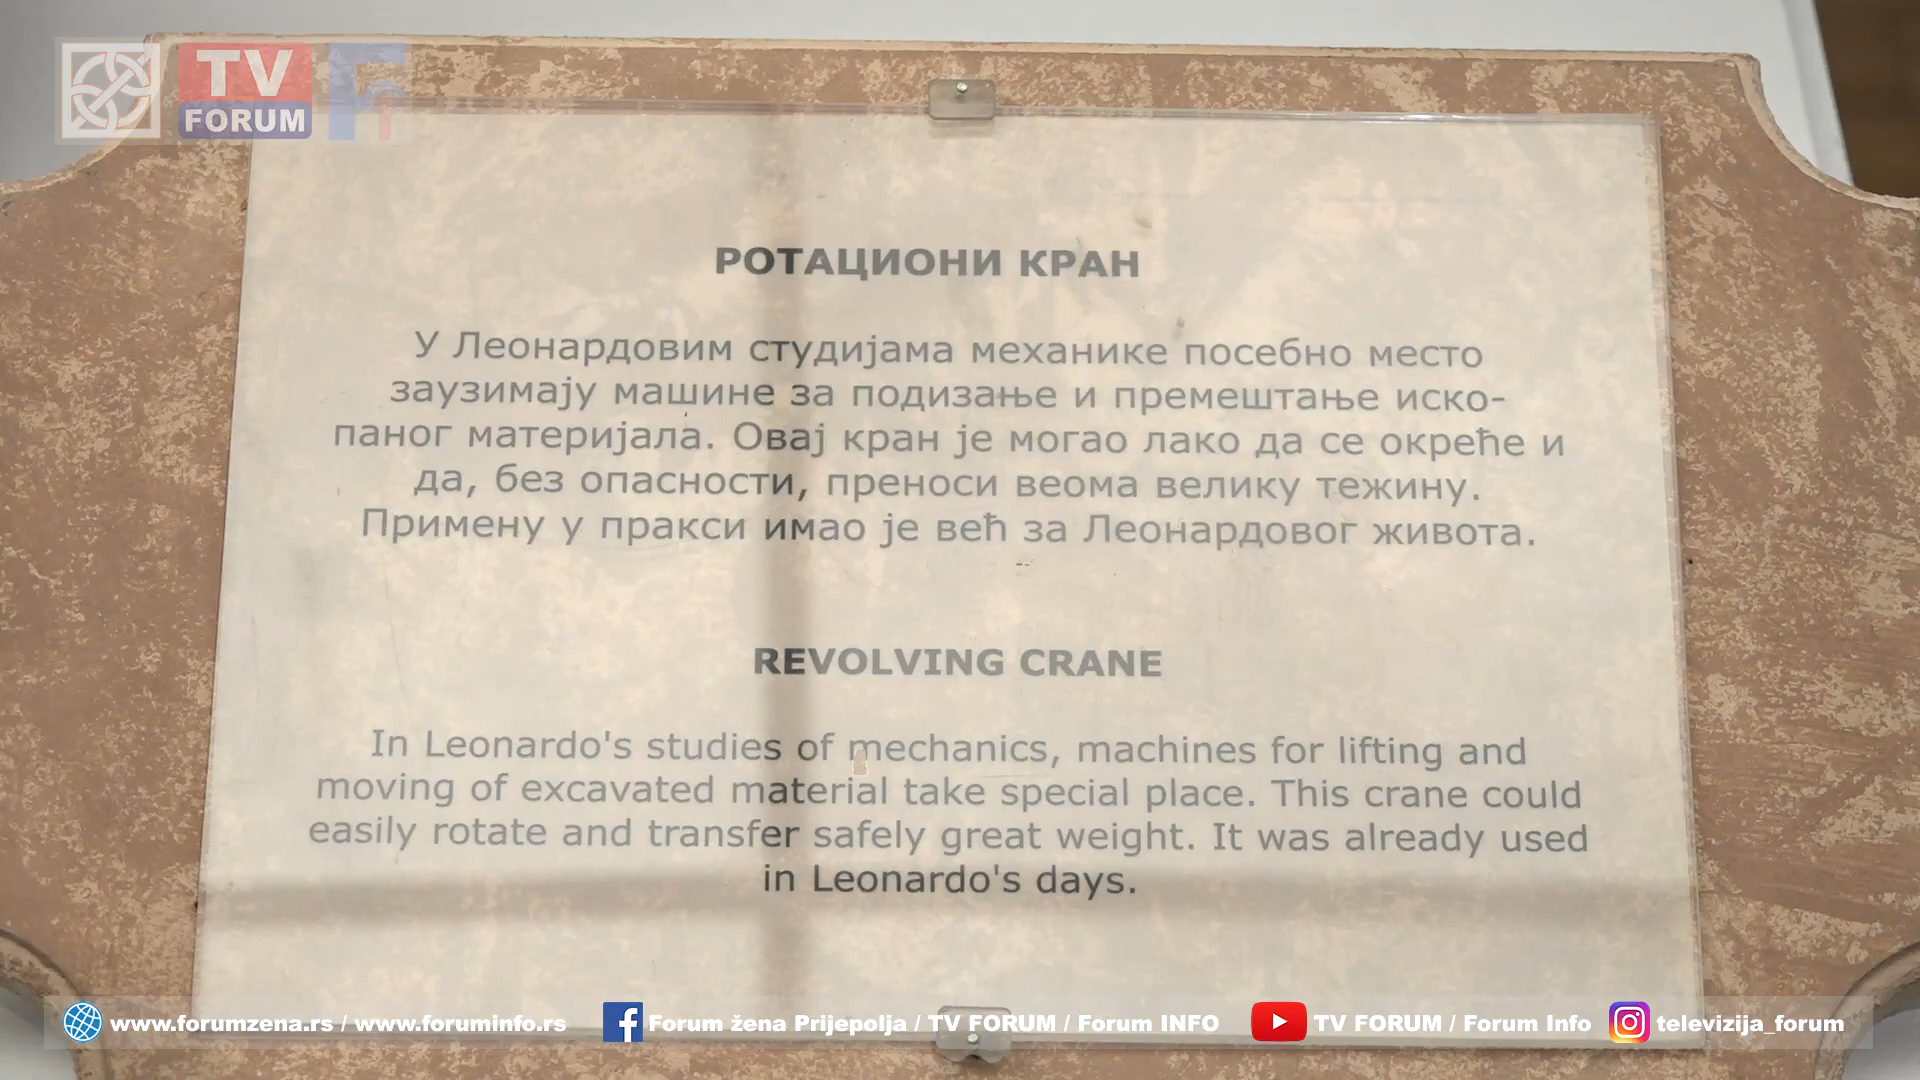 TV
FORUM
РОТАЦИОНИ КРАН
У Леонардовим студијама механике посебно место
заузимају машине за подизање и премештање иско-
паног материјала. Овај кран је могао лако да се окреће и
да, без опасности, преноси веома велику тежину.
Примену у пракси имао је већ за Леонардовог живота.
REVOLVING CRANE
In Leonardo's studies of mechanics, machines for lifting and
moving of excavated material take special place. This crane could
easily rotate and transfer safely great weight. It was already used
in Leonardo's days.
www.forumzena.rs / www.foruminfo.rs
Forum žena Prijepolja / TV FORUM / Forum INFO
TV FORUM / Forum Info
televizija_forum